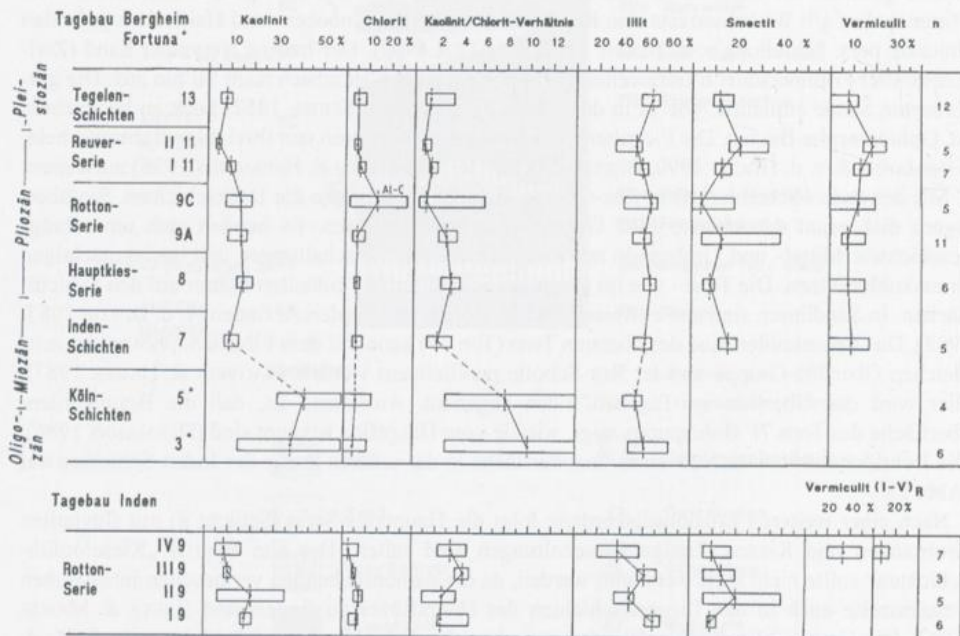 Tagebau Bergheim Fortuna* Kaolinit Chlorit Kaolinit/Chlorit-Verhältnis Illit Smectit Vermiculit n
10 30 50 % 10 20 % 2 4 6 8 10 12 20 40 60 % 20 40 % 10 30 %
Oligo-Miozän Pliozän Pleistozän
Tegelen-Schichten 13 12
Reuver-Serie II 11 5
I 11 7
Rotton-Serie 9C Al-C 5
9A 11
Hauptkies-Serie 8 6
Inden-Schichten 7 5
Köln-Schichten 5* 4
3* 6
Tagebau Inden Vermiculit (I-V)R
20 40 % 20%
Rotton-Serie IV 9
III 9 3
II 9 5
I 9 6